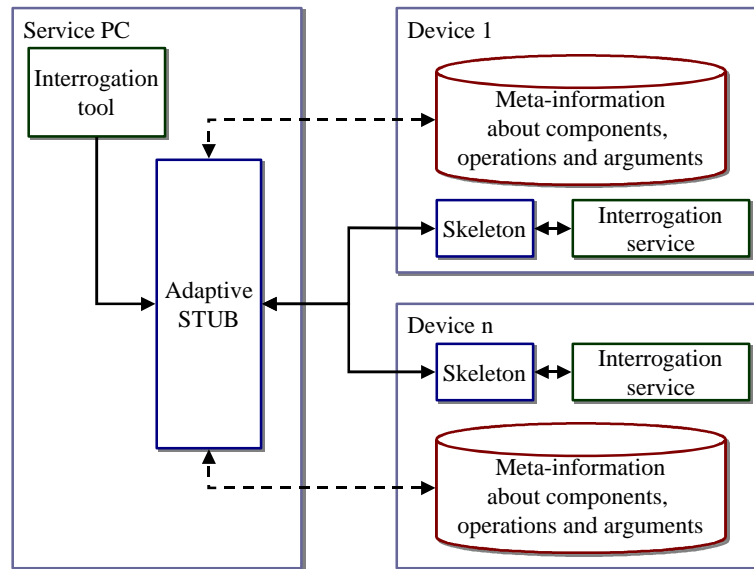 Service PC
Interrogation
tool
Adaptive
STUB
Device 1
Meta-information
about components,
operations and arguments
Skeleton
Interrogation
service
Device n
Skeleton
Interrogation
service
Meta-information
about components,
operations and arguments